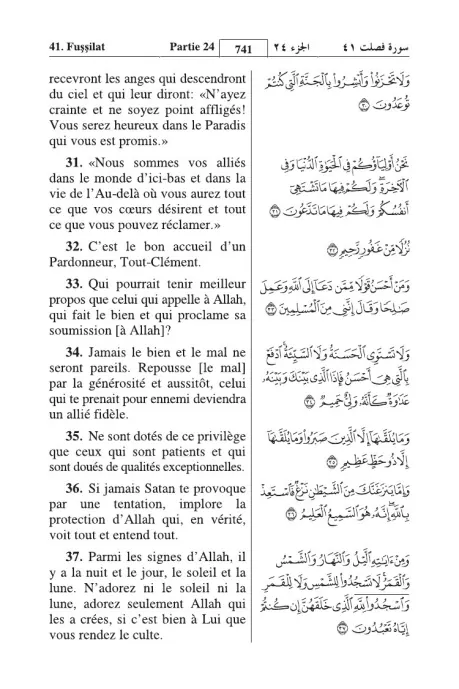 41. Fuṣṣilat Partie 24 741 الجزء ٢٤ سورة فصلت ٤١
recevront les anges qui descendront
du ciel et qui leur diront: «N’ayez
crainte et ne soyez point affligés!
Vous serez heureux dans le Paradis
qui vous est promis.»
31. «Nous sommes vos alliés
dans le monde d’ici-bas et dans la
vie de l’Au-delà où vous aurez tout
ce que vos cœurs désirent et tout
ce que vous pouvez réclamer.»
32. C’est le bon accueil d’un
Pardonneur, Tout-Clément.
33. Qui pourrait tenir meilleur
propos que celui qui appelle à Allah,
qui fait le bien et qui proclame sa
soumission [à Allah]?
34. Jamais le bien et le mal ne
seront pareils. Repousse [le mal]
par la générosité et aussitôt, celui
qui te prenait pour ennemi deviendra
un allié fidèle.
35. Ne sont dotés de ce privilège
que ceux qui sont patients et qui
sont doués de qualités exceptionnelles.
36. Si jamais Satan te provoque
par une tentation, implore la
protection d’Allah qui, en vérité,
voit tout et entend tout.
37. Parmi les signes d’Allah, il
y a la nuit et le jour, le soleil et la
lune. N’adorez ni le soleil ni la
lune, adorez seulement Allah qui
les a crées, si c’est bien à Lui que
vous rendez le culte.
وَلَا تَحْزَنُوا۟ وَأَبْشِرُوا۟ بِٱلْجَنَّةِ ٱلَّتِى كُنتُمْ
تُوعَدُونَ ٣٠
نَحْنُ أَوْلِيَآؤُكُمْ فِى ٱلْحَيَوٰةِ ٱلدُّنْيَا وَفِى
ٱلْءَاخِرَةِ ۖ وَلَكُمْ فِيهَا مَا تَشْتَهِىٓ
أَنفُسُكُمْ وَلَكُمْ فِيهَا مَا تَدَّعُونَ ٣١
نُزُلًا مِّنْ غَفُورٍ رَّحِيمٍ ٣٢
وَمَنْ أَحْسَنُ قَوْلًا مِّمَّن دَعَآ إِلَى ٱللَّهِ وَعَمِلَ
صَـٰلِحًا وَقَالَ إِنَّنِى مِنَ ٱلْمُسْلِمِينَ ٣٣
وَلَا تَسْتَوِى ٱلْحَسَنَةُ وَلَا ٱلسَّيِّئَةُ ۚ ٱدْفَعْ
بِٱلَّتِى هِىَ أَحْسَنُ فَإِذَا ٱلَّذِى بَيْنَكَ وَبَيْنَهُۥ
عَدَٰوَةٌ كَأَنَّهُۥ وَلِىٌّ حَمِيمٌ ٣٤
وَمَا يُلَقَّىٰهَآ إِلَّا ٱلَّذِينَ صَبَرُوا۟ وَمَا يُلَقَّىٰهَآ
إِلَّا ذُو حَظٍّ عَظِيمٍ ٣٥
وَإِمَّا يَنزَغَنَّكَ مِنَ ٱلشَّيْطَـٰنِ نَزْغٌ فَٱسْتَعِذْ
بِٱللَّهِ ۖ إِنَّهُۥ هُوَ ٱلسَّمِيعُ ٱلْعَلِيمُ ٣٦
وَمِنْ ءَايَـٰتِهِ ٱلَّيْلُ وَٱلنَّهَارُ وَٱلشَّمْسُ
وَٱلْقَمَرُ ۚ لَا تَسْجُدُوا۟ لِلشَّمْسِ وَلَا لِلْقَمَرِ
وَٱسْجُدُوا۟ لِلَّهِ ٱلَّذِى خَلَقَهُنَّ إِن كُنتُمْ
إِيَّاهُ تَعْبُدُونَ ٣٧